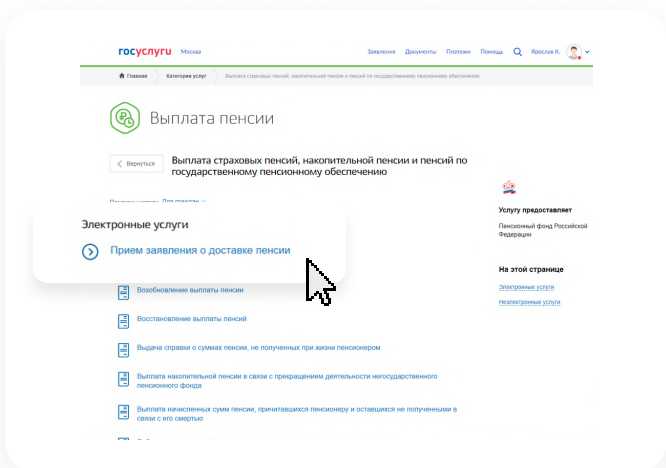 госуслуги Москва Заявления Документы Платежи Помощь Ярослав К.
Главная Категории услуг Выплата страховых пенсий, накопительной пенсии и пенсий по государственному пенсионному обеспечению
Выплата пенсии
Вернуться
Выплата страховых пенсий, накопительной пенсии и пенсий по
государственному пенсионному обеспечению
Услугу предоставляет
Пенсионный фонд Российской
Федерации
Для граждан
Электронные услуги
Прием заявления о доставке пенсии
На этой странице
Электронные услуги
Неэлектронные услуги
Возобновление выплаты пенсии
Восстановление выплаты пенсий
Выдача справки о суммах пенсии, не полученных при жизни пенсионером
Выплата накопительной пенсии в связи с прекращением деятельности негосударственного
пенсионного фонда
Выплата начисленных сумм пенсии, причитавшихся пенсионеру и оставшихся не полученными в
связи с его смертью